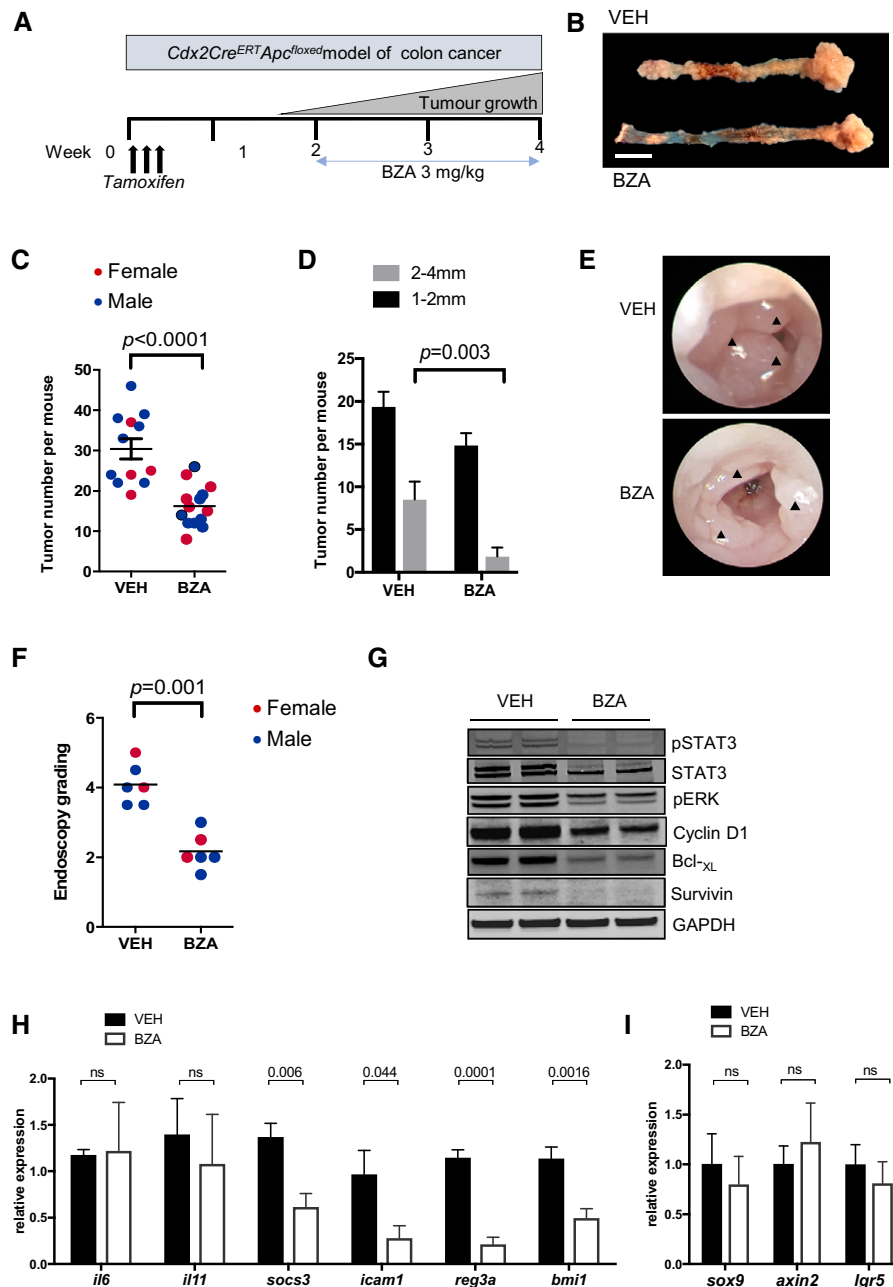 A
Cdx2CreERTApcfloxedmodel of colon cancer
Tumour growth
Week 0 1 2 3 4
Tamoxifen
BZA 3 mg/kg
B
VEH
BZA
C
Female
Male
p<0.0001
Tumor number per mouse
50
40
30
20
10
0
VEH BZA
D
2-4mm
1-2mm
p=0.003
Tumor number per mouse
25
20
15
10
5
0
VEH BZA
E
VEH
BZA
F
p=0.001
Female
Male
Endoscopy grading
6
4
2
0
VEH BZA
G
VEH BZA
pSTAT3
STAT3
pERK
Cyclin D1
Bcl-XL
Survivin
GAPDH
H
VEH
BZA
ns ns 0.006 0.044 0.0001 0.0016
relative expression
2.0
1.5
1.0
0.5
0.0
il6 il11 socs3 icam1 reg3a bmi1
I
VEH
BZA
ns ns ns
relative expression
2.0
1.5
1.0
0.5
0.0
sox9 axin2 lgr5